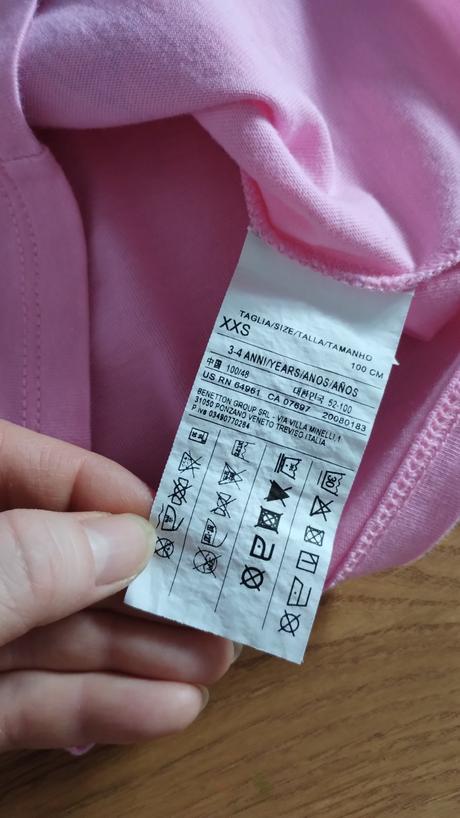 TAGLIA/SIZE/TALLA/TAMANHO
XXS 100 CM
3-4 ANNI/YEARS/ANOS/AÑOS
中国 100/48 대한민국 52-100
US RN 64961 CA 07697 20080183
BENETTON GROUP SRL - VIA VILLA MINELLI, 1
31050 PONZANO VENETO TREVISO ITALIA
P iva 03490770264